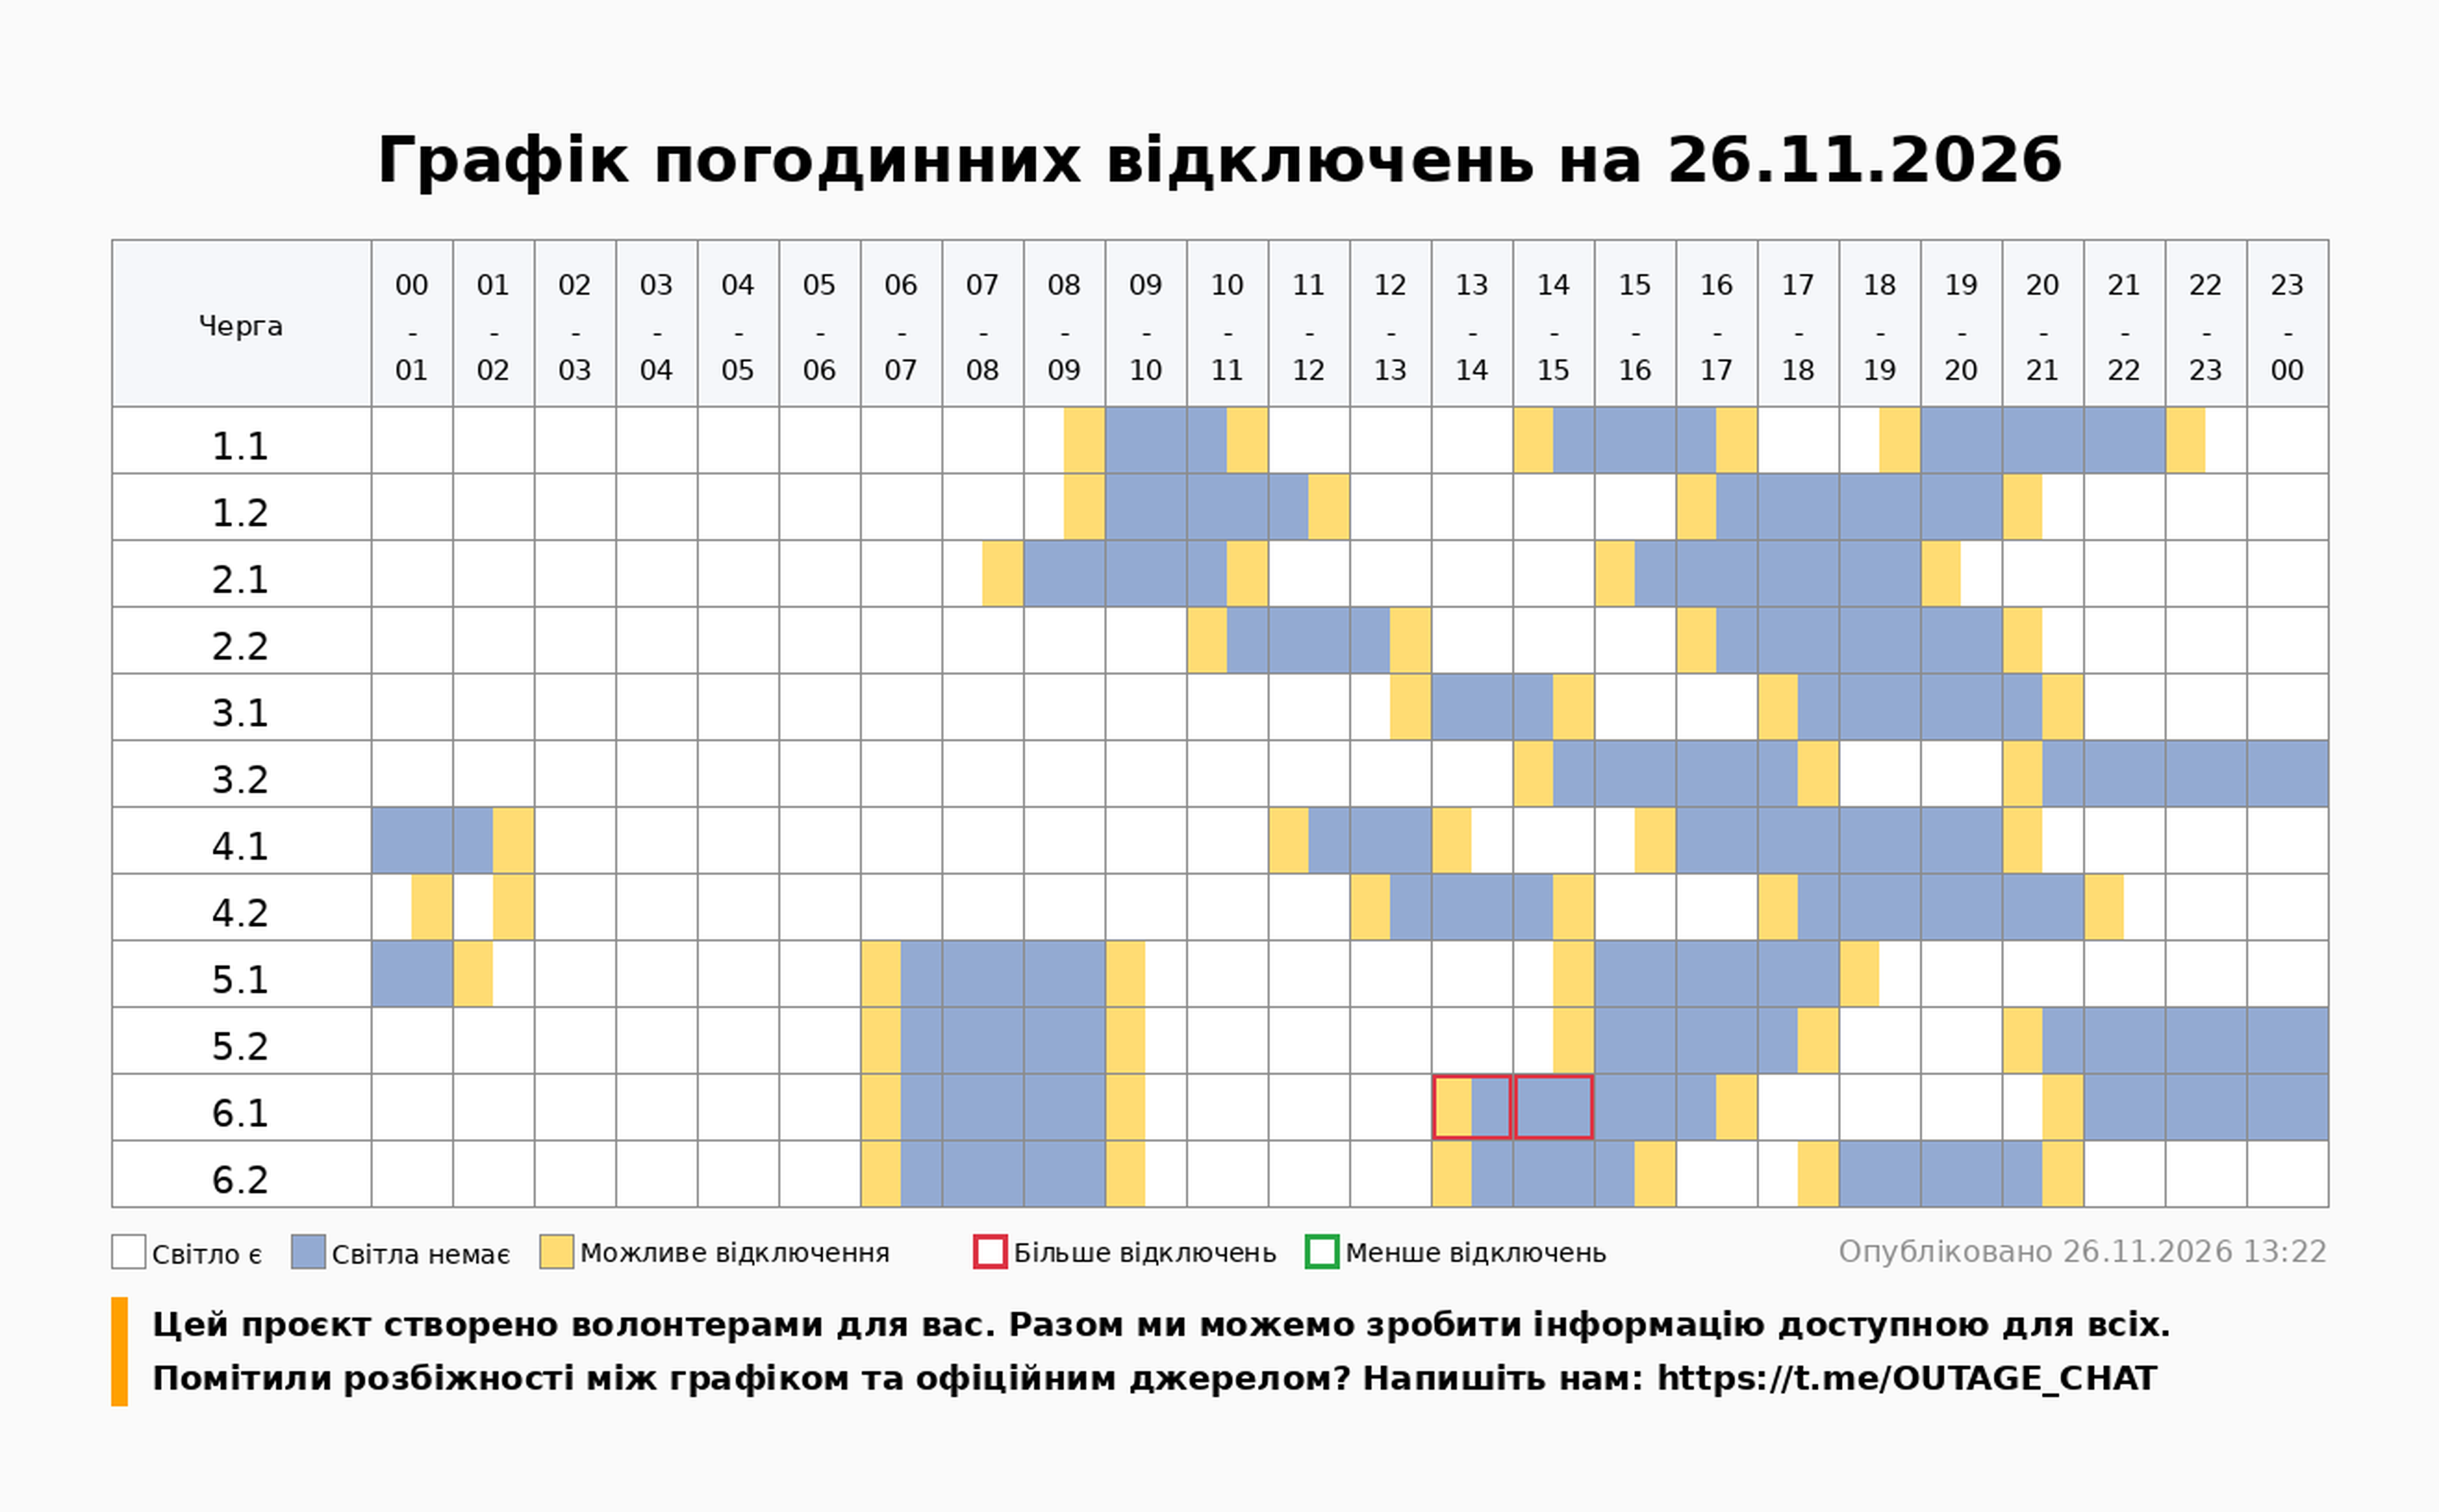 Графік погодинних відключень на 26.11.2026
Черга 00 - 01 01 - 02 02 - 03 03 - 04 04 - 05 05 - 06 06 - 07 07 - 08 08 - 09 09 - 10 10 - 11 11 - 12 12 - 13 13 - 14 14 - 15 15 - 16 16 - 17 17 - 18 18 - 19 19 - 20 20 - 21 21 - 22 22 - 23 23 - 00
1.1
1.2
2.1
2.2
3.1
3.2
4.1
4.2
5.1
5.2
6.1
6.2
Світло є Світла немає Можливе відключення Більше відключень Менше відключень Опубліковано 26.11.2026 13:22
Цей проєкт створено волонтерами для вас. Разом ми можемо зробити інформацію доступною для всіх.
Помітили розбіжності між графіком та офіційним джерелом? Напишіть нам: https://t.me/OUTAGE_CHAT